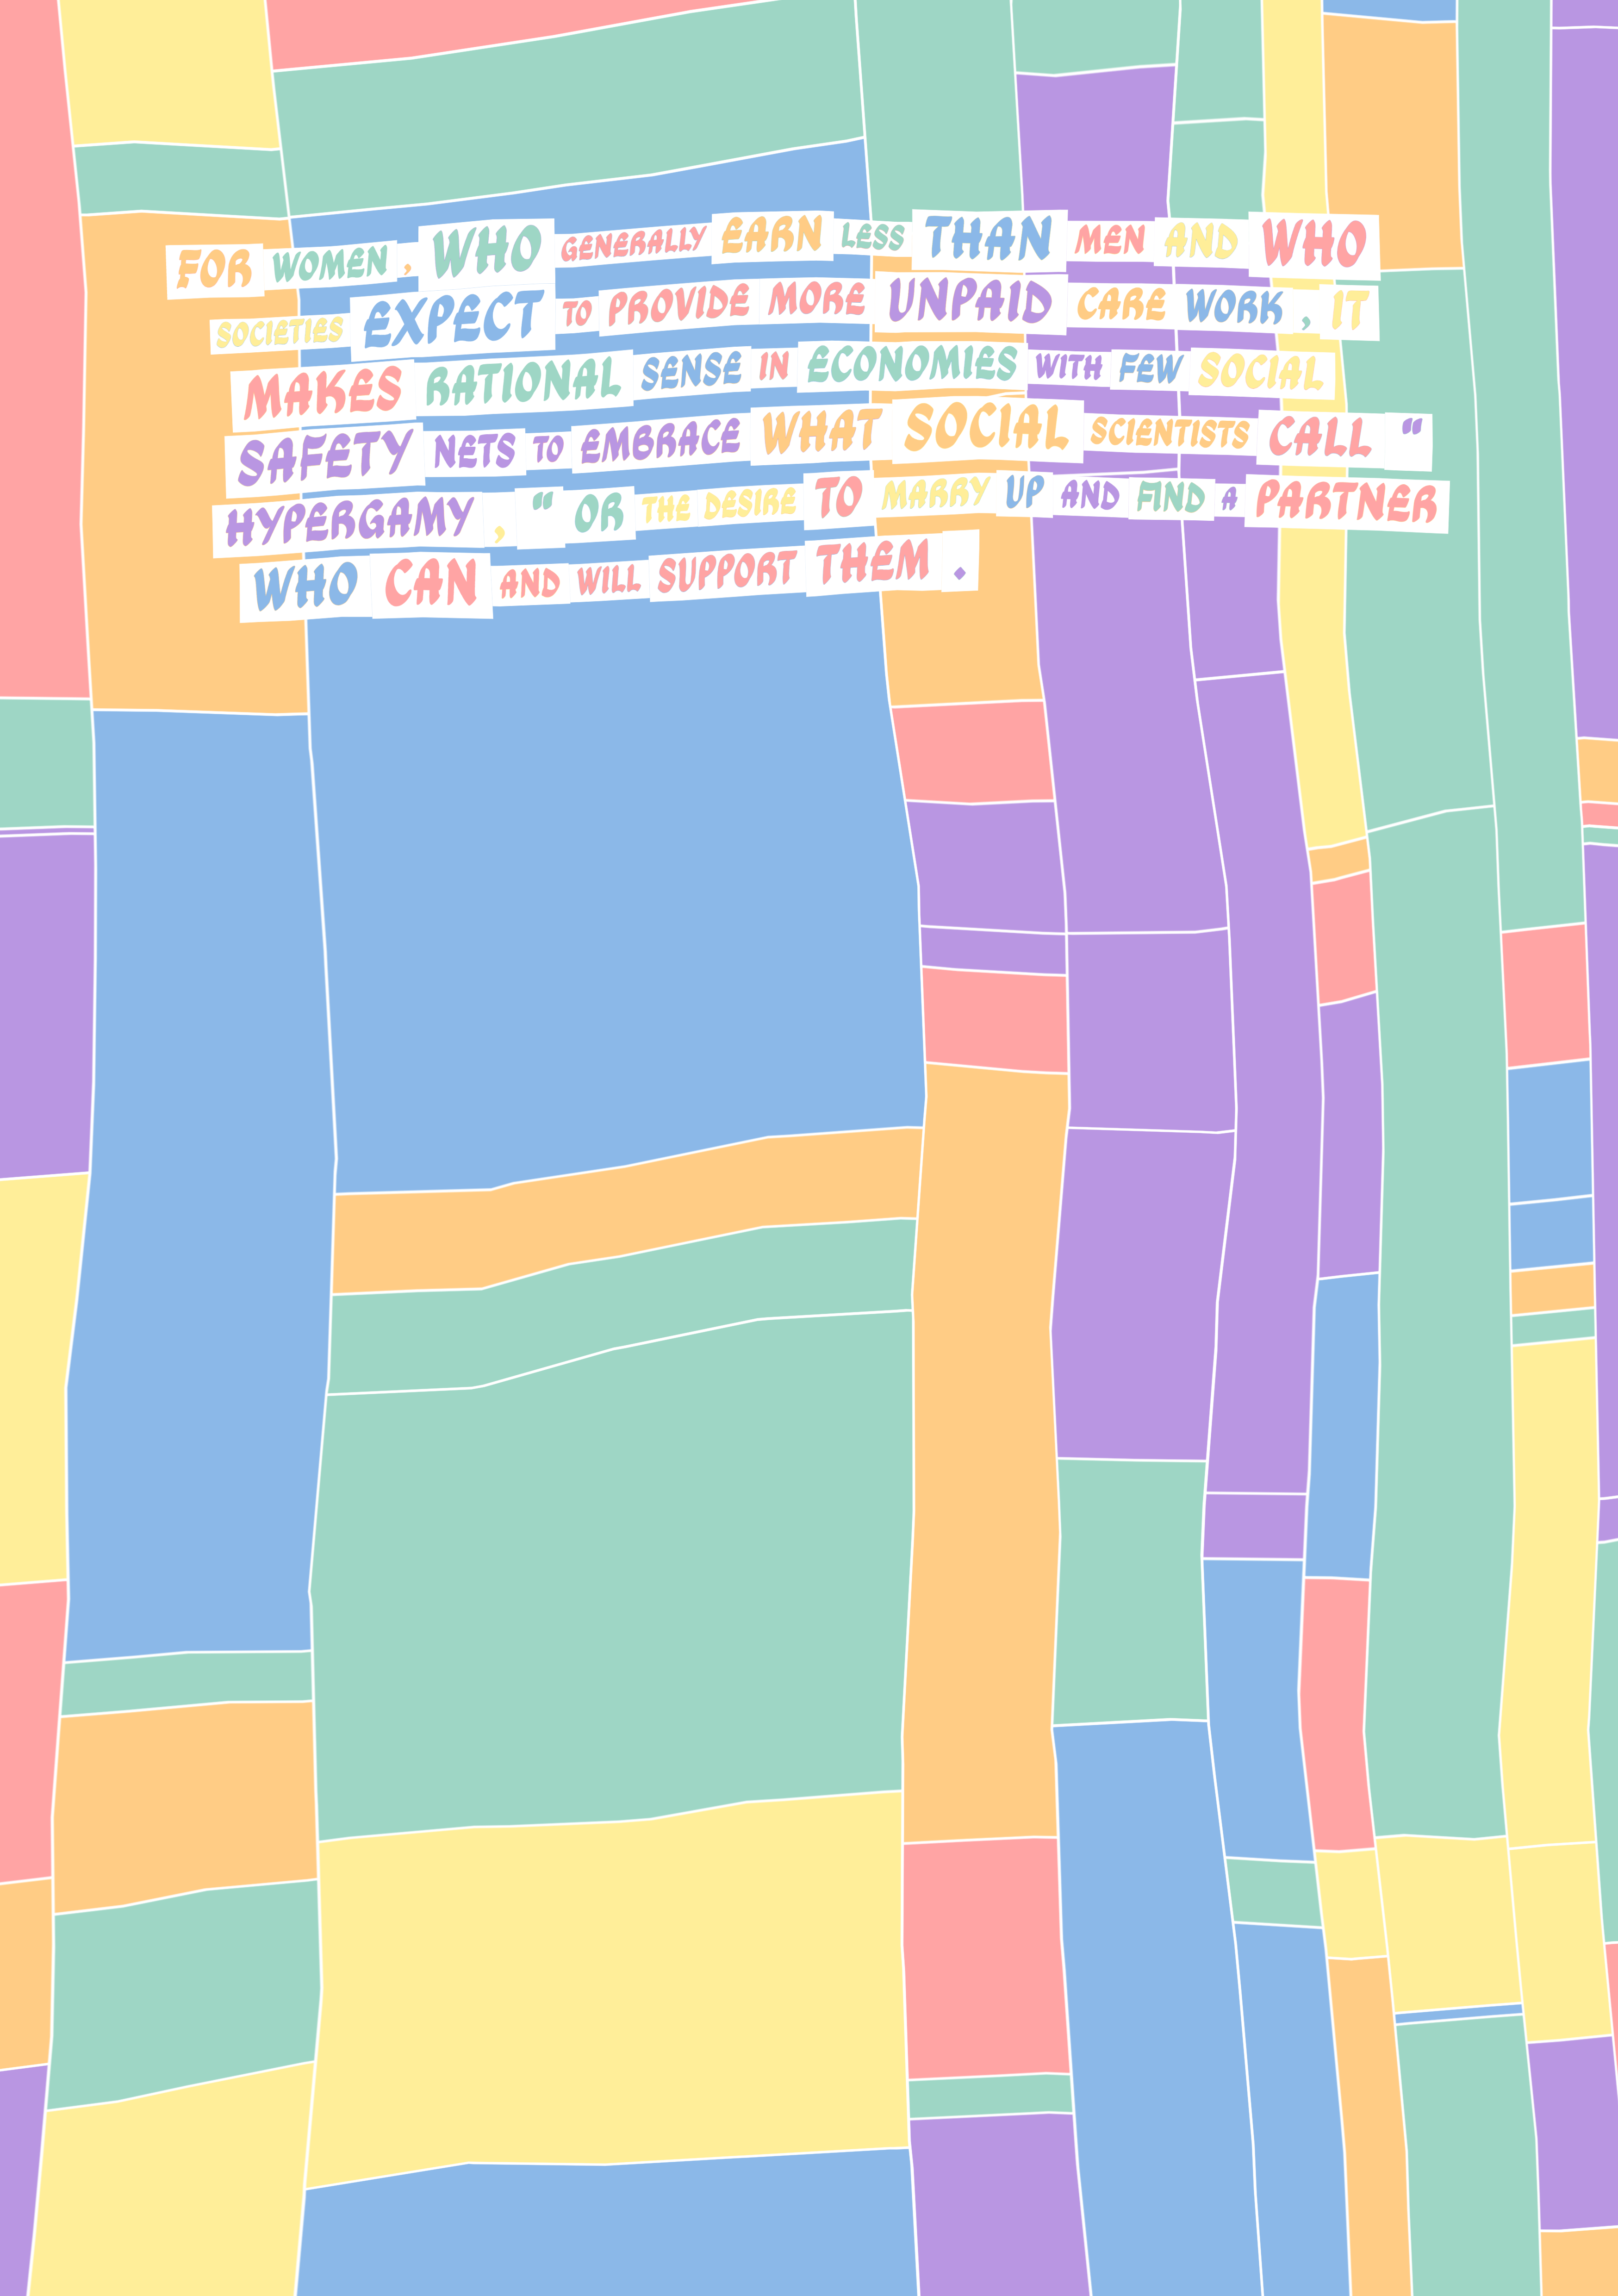 FOR WOMEN, WHO GENERALLY EARN LESS THAN MEN AND WHO
SOCIETIES EXPECT TO PROVIDE MORE UNPAID CARE WORK, IT
MAKES RATIONAL SENSE IN ECONOMIES WITH FEW SOCIAL
SAFETY NETS TO EMBRACE WHAT SOCIAL SCIENTISTS CALL “
HYPERGAMY, “ OR THE DESIRE TO MARRY UP AND FIND A PARTNER
WHO CAN AND WILL SUPPORT THEM.